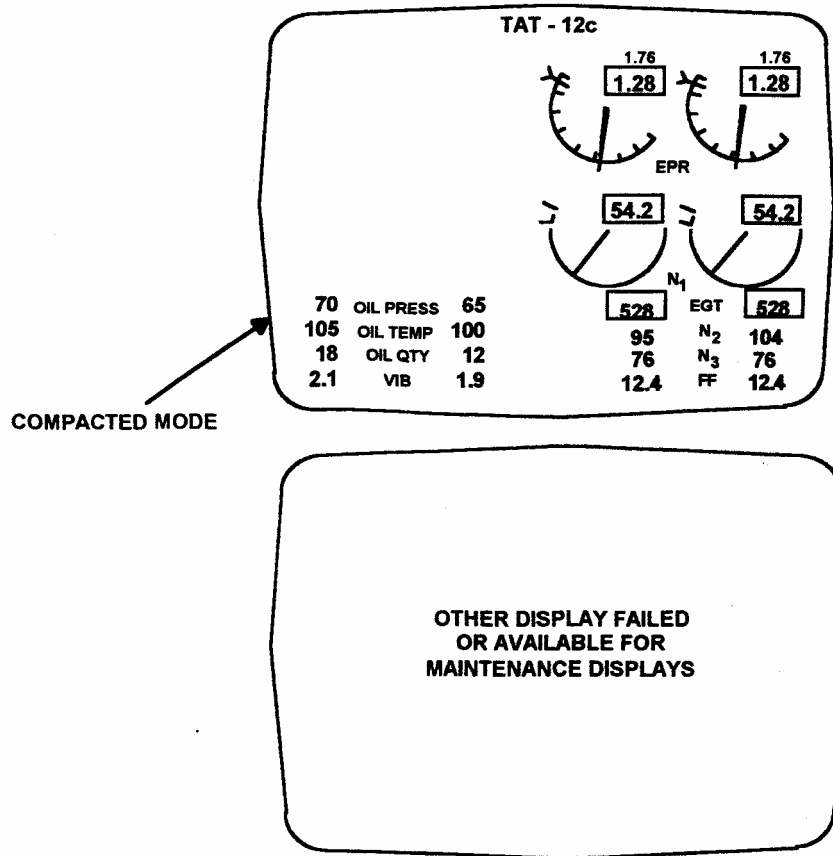 TAT - 12c
1.76 1.76
1.28 1.28
EPR
54.2 54.2
N1
528 EGT 528
70 OIL PRESS 65
105 OIL TEMP 100
95 N2 104
18 OIL QTY 12
76 N3 76
2.1 VIB 1.9
12.4 FF 12.4
COMPACTED MODE
OTHER DISPLAY FAILED
OR AVAILABLE FOR
MAINTENANCE DISPLAYS